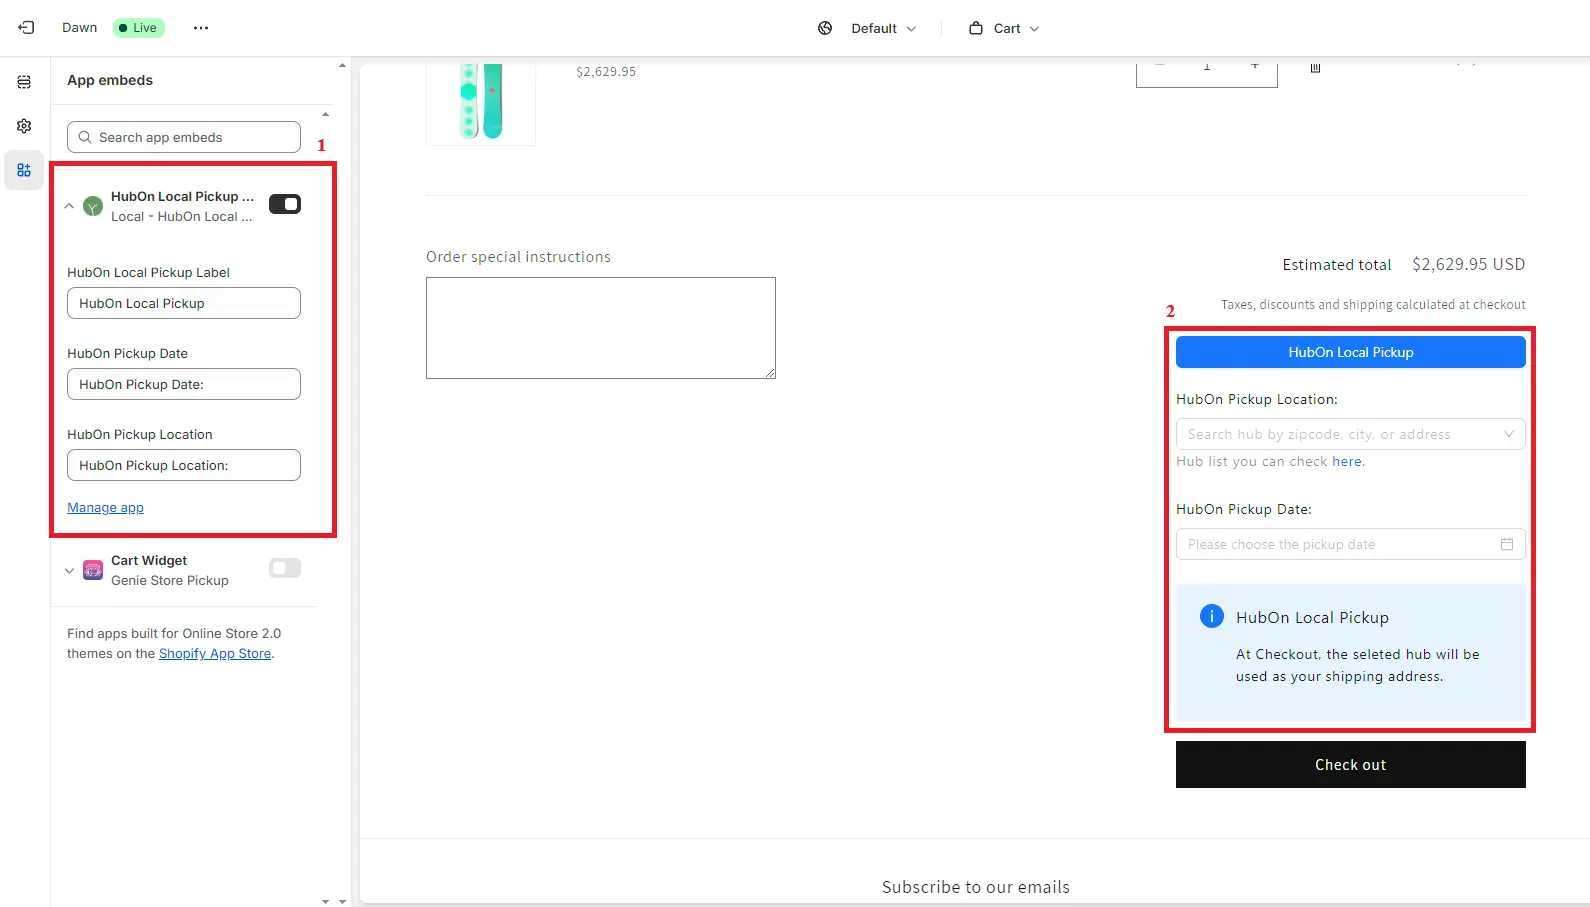 Dawn
Live
Default
Cart
App embeds
Search app embeds
1
HubOn Local Pickup ...
Local - HubOn Local ...
HubOn Local Pickup Label
HubOn Local Pickup
HubOn Pickup Date
HubOn Pickup Date:
HubOn Pickup Location
HubOn Pickup Location:
Manage app
Cart Widget
Genie Store Pickup
Find apps built for Online Store 2.0
themes on the Shopify App Store.
$2,629.95
1
Order special instructions
Estimated total $2,629.95 USD
Taxes, discounts and shipping calculated at checkout
2
HubOn Local Pickup
HubOn Pickup Location:
Search hub by zipcode, city, or address
Hub list you can check here.
HubOn Pickup Date:
Please choose the pickup date
HubOn Local Pickup
At Checkout, the seleted hub will be
used as your shipping address.
Check out
Subscribe to our emails